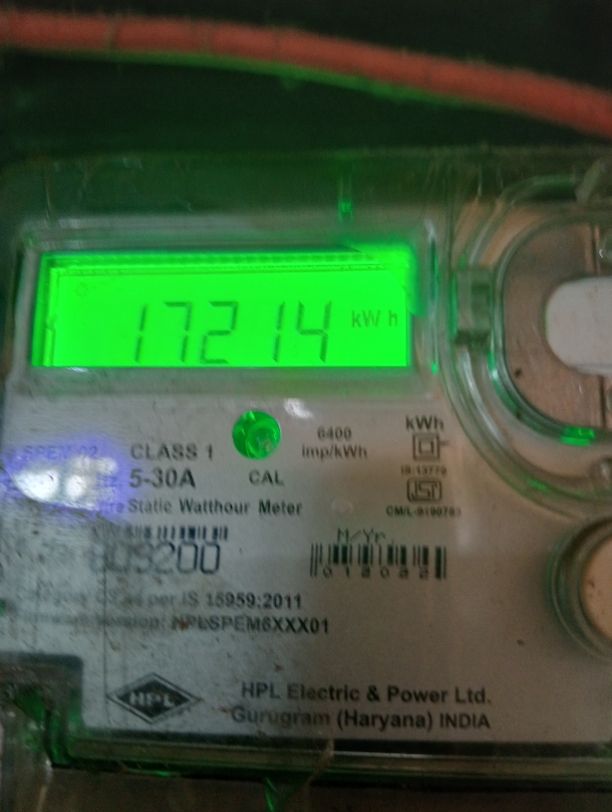 17214 kWh
CLASS 1
6400
imp/kWh
kWh
5-30A
CAL
IS:13779
Static Watthour Meter
M/Yr.
as per IS 15959:2011
HPLSPEM6XXX01
HPL
HPL Electric & Power Ltd.
Gurugram (Haryana) INDIA